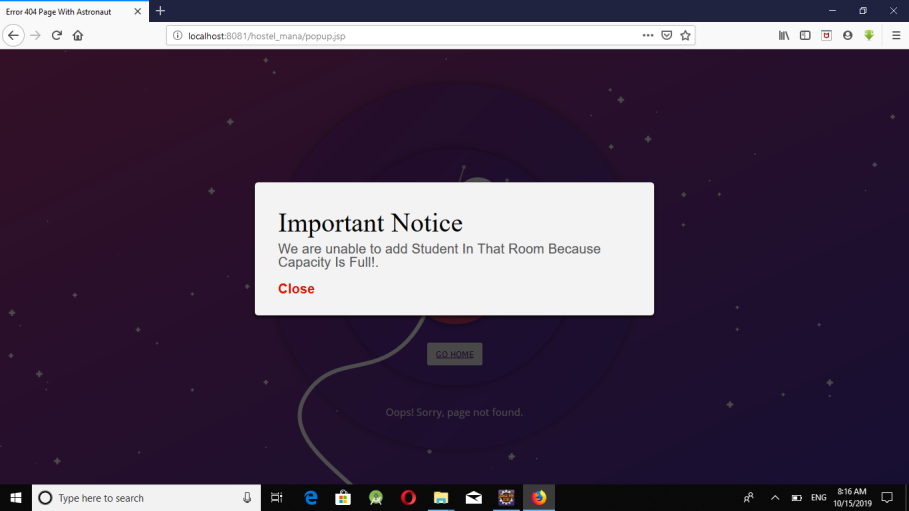 Error 404 Page With Astronaut
localhost:8081/hostel_mana/popup.jsp
Important Notice
We are unable to add Student In That Room Because
Capacity Is Full!.
Close
GO HOME
Oops! Sorry, page not found.
Type here to search
ENG
8:16 AM
10/15/2019